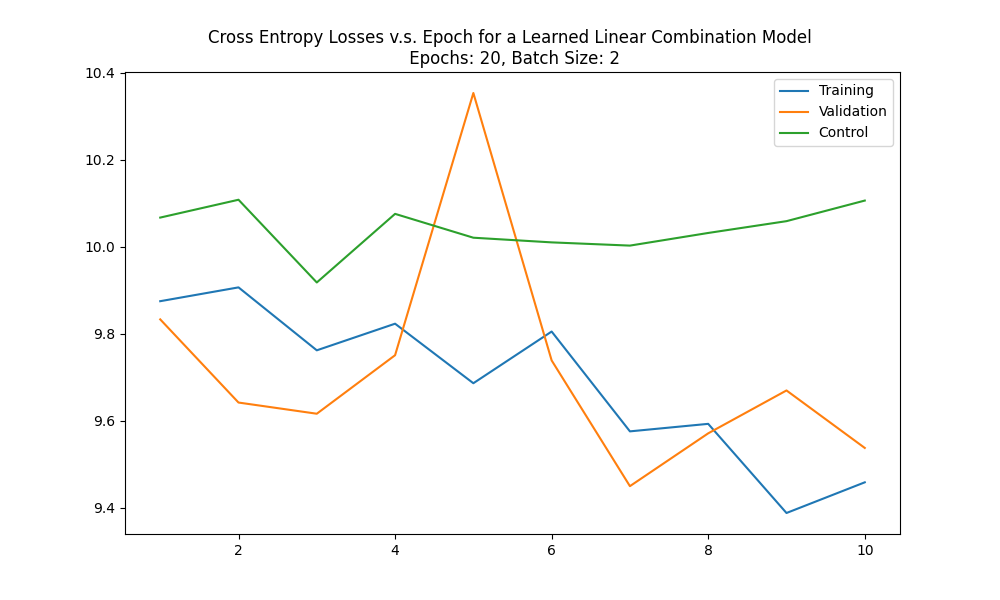 Cross Entropy Losses v.s. Epoch for a Learned Linear Combination Model
Epochs: 20, Batch Size: 2
10.4
10.2
10.0
9.8
9.6
9.4
2
4
6
8
10
Training
Validation
Control